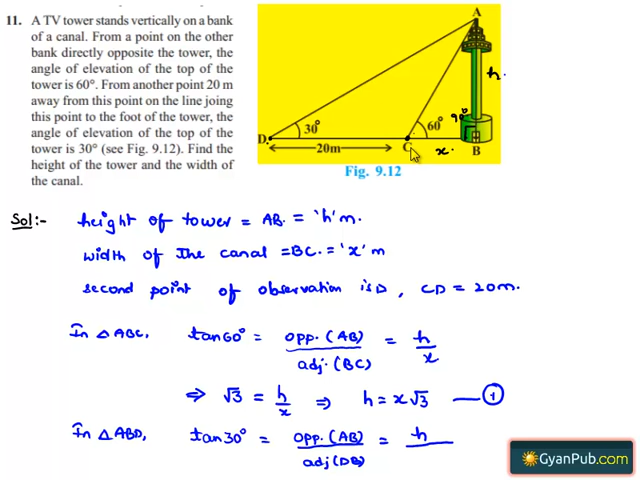 11. A TV tower stands vertically on a bank
of a canal. From a point on the other
bank directly opposite the tower, the
angle of elevation of the top of the
tower is 60°. From another point 20 m
away from this point on the line joing
this point to the foot of the tower, the
angle of elevation of the top of the
tower is 30° (see Fig. 9.12). Find the
height of the tower and the width of
the canal.
A
h.
90°
D 30° C 60° B
20m x.
Fig. 9.12
Sol:- height of tower = AB = 'h' m.
width of the canal = BC = 'x' m
second point of observation is D, CD = 20m.
In △ABC, tan60° = opp.(AB)/adj.(BC) = h/x
⇒ √3 = h/x ⇒ h = x√3 — ①
In △ABD, tan30° = opp.(AB)/adj(DB) = h
GyanPub.com